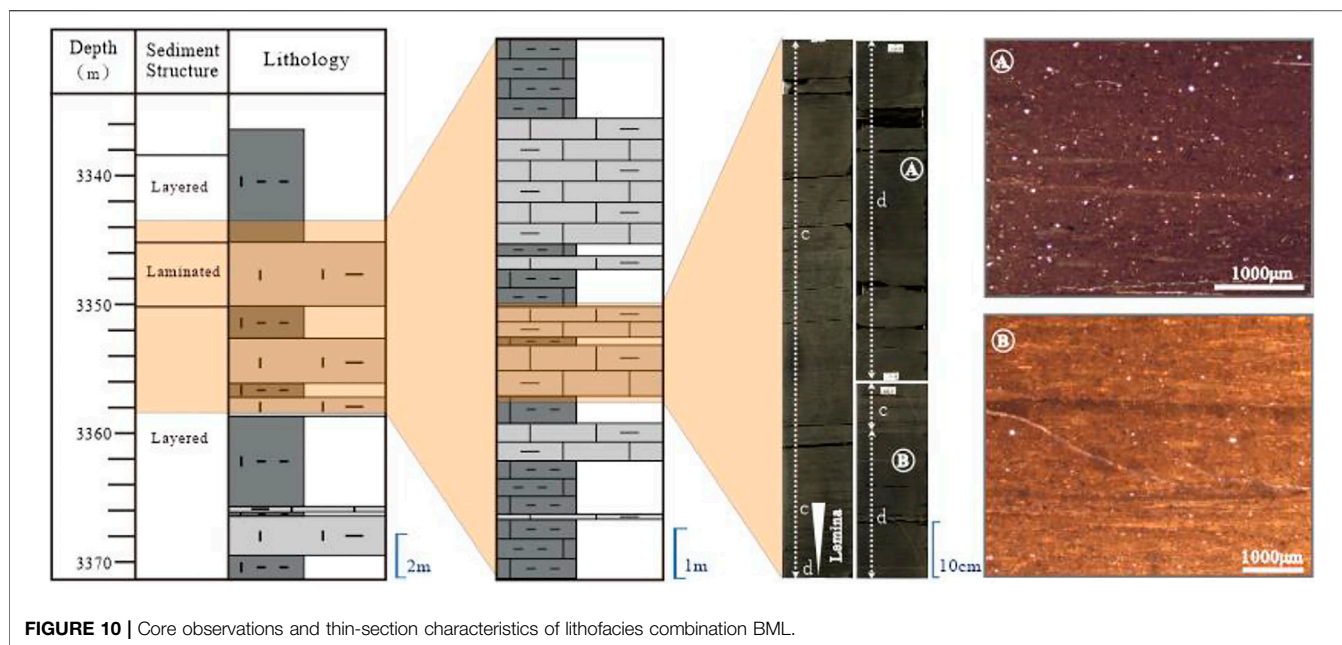 Depth
(m)
Sediment
Structure
Lithology
3340
3350
3360
3370
Layered
Laminated
Layered
2m
1m
c
c
d
Lamina
d
A
c
B
d
10cm
A
1000μm
B
1000μm
FIGURE 10 | Core observations and thin-section characteristics of lithofacies combination BML.